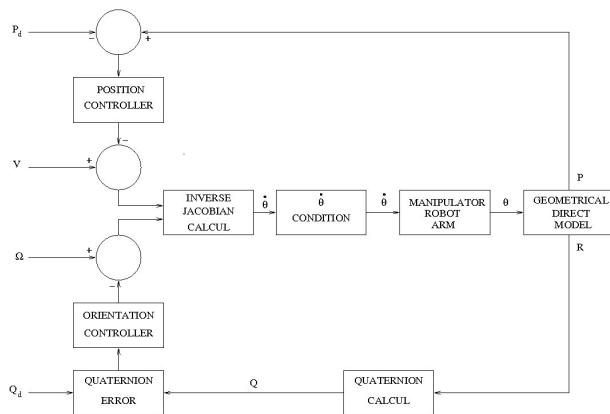 P_d
−
+
POSITION
CONTROLLER
−
V
+
P
INVERSE
JACOBIAN
CALCUL
θ̇
θ̇
CONDITION
θ̇
MANIPULATOR
ROBOT
ARM
θ
GEOMETRICAL
DIRECT
MODEL
R
Ω
+
−
ORIENTATION
CONTROLLER
Q_d
QUATERNION
ERROR
Q
QUATERNION
CALCUL